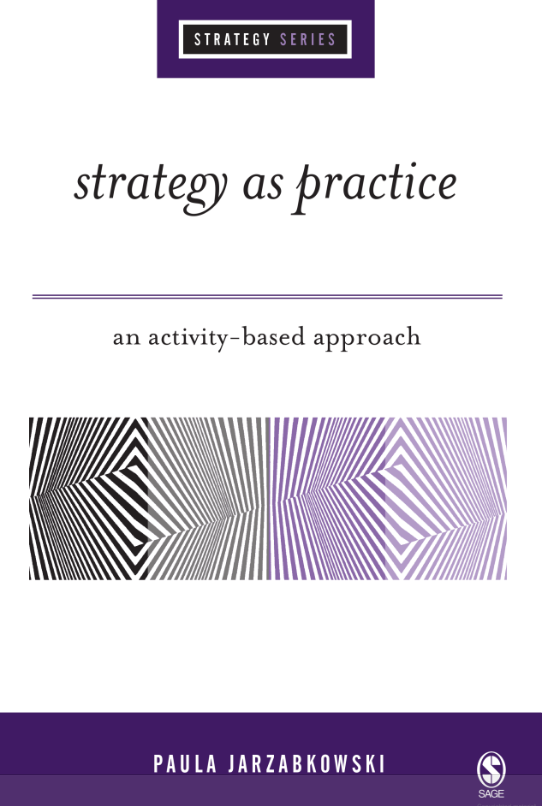 STRATEGY SERIES
strategy as practice
an activity-based approach
PAULA JARZABKOWSKI
SAGE